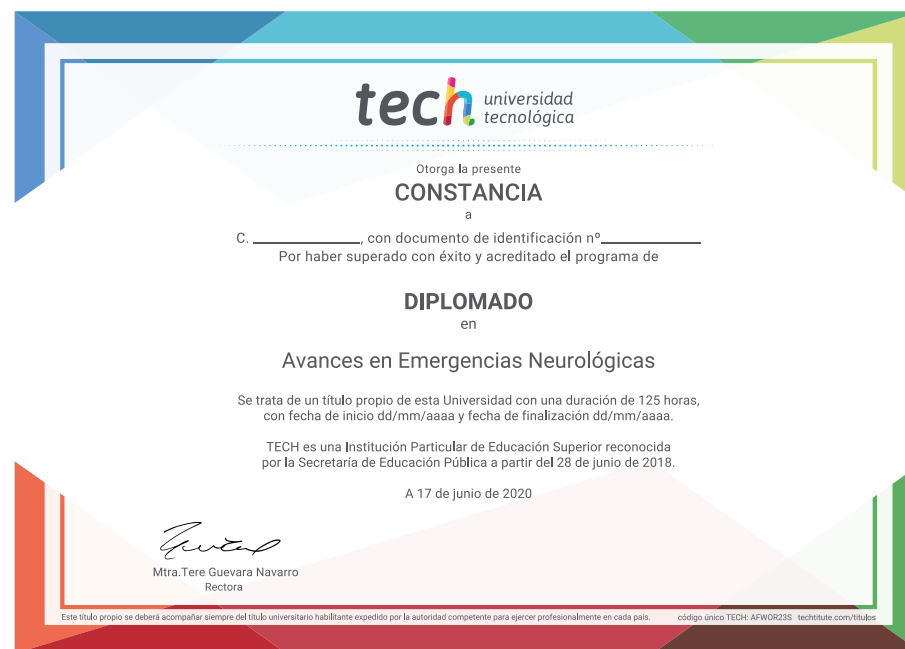 tech universidad
tecnológica
Otorga la presente
CONSTANCIA
a
C. ____________, con documento de identificación nº____________
Por haber superado con éxito y acreditado el programa de
DIPLOMADO
en
Avances en Emergencias Neurológicas
Se trata de un título propio de esta Universidad con una duración de 125 horas,
con fecha de inicio dd/mm/aaaa y fecha de finalización dd/mm/aaaa.
TECH es una Institución Particular de Educación Superior reconocida
por la Secretaría de Educación Pública a partir del 28 de junio de 2018.
A 17 de junio de 2020
Mtra.Tere Guevara Navarro
Rectora
Este título propio se deberá acompañar siempre del título universitario habilitante expedido por la autoridad competente para ejercer profesionalmente en cada país. código único TECH: AFWOR23S techtitute.com/titulos